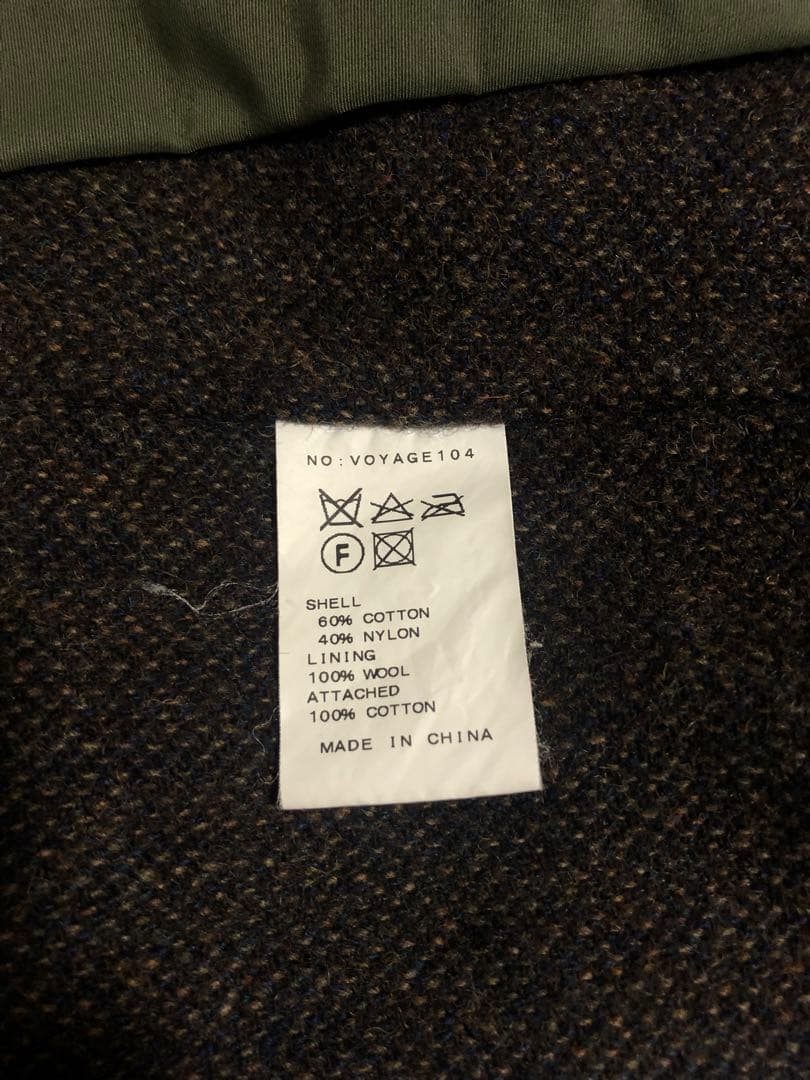 NO:VOYAGE104
F
SHELL
60% COTTON
40% NYLON
LINING
100% WOOL
ATTACHED
100% COTTON
MADE IN CHINA